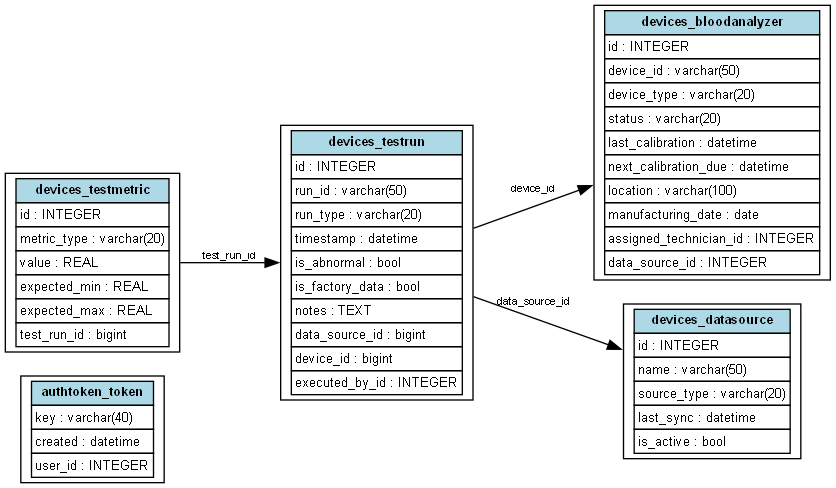 devices_bloodanalyzer
id : INTEGER
device_id : varchar(50)
device_type : varchar(20)
status : varchar(20)
last_calibration : datetime
next_calibration_due : datetime
location : varchar(100)
manufacturing_date : date
assigned_technician_id : INTEGER
data_source_id : INTEGER
devices_testrun
id : INTEGER
run_id : varchar(50)
run_type : varchar(20)
timestamp : datetime
is_abnormal : bool
is_factory_data : bool
notes : TEXT
data_source_id : bigint
device_id : bigint
executed_by_id : INTEGER
device_id
data_source_id
devices_testmetric
id : INTEGER
metric_type : varchar(20)
value : REAL
expected_min : REAL
expected_max : REAL
test_run_id : bigint
test_run_id
devices_datasource
id : INTEGER
name : varchar(50)
source_type : varchar(20)
last_sync : datetime
is_active : bool
authtoken_token
key : varchar(40)
created : datetime
user_id : INTEGER